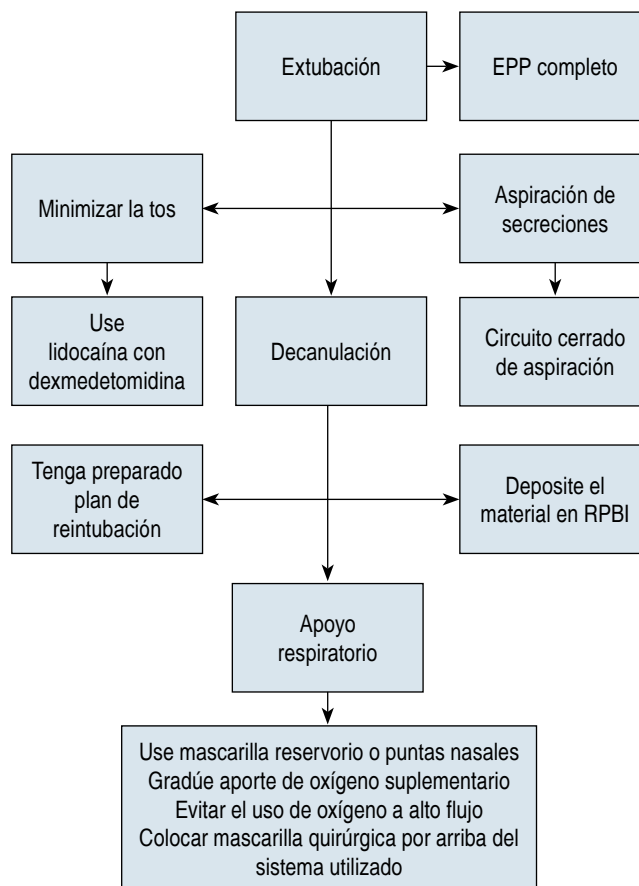 Extubación
EPP completo
Minimizar la tos
Aspiración de
secreciones
Use
lidocaína con
dexmedetomidina
Decanulación
Circuito cerrado
de aspiración
Tenga preparado
plan de
reintubación
Deposite el
material en RPBI
Apoyo
respiratorio
Use mascarilla reservorio o puntas nasales
Gradúe aporte de oxígeno suplementario
Evitar el uso de oxígeno a alto flujo
Colocar mascarilla quirúrgica por arriba del
sistema utilizado